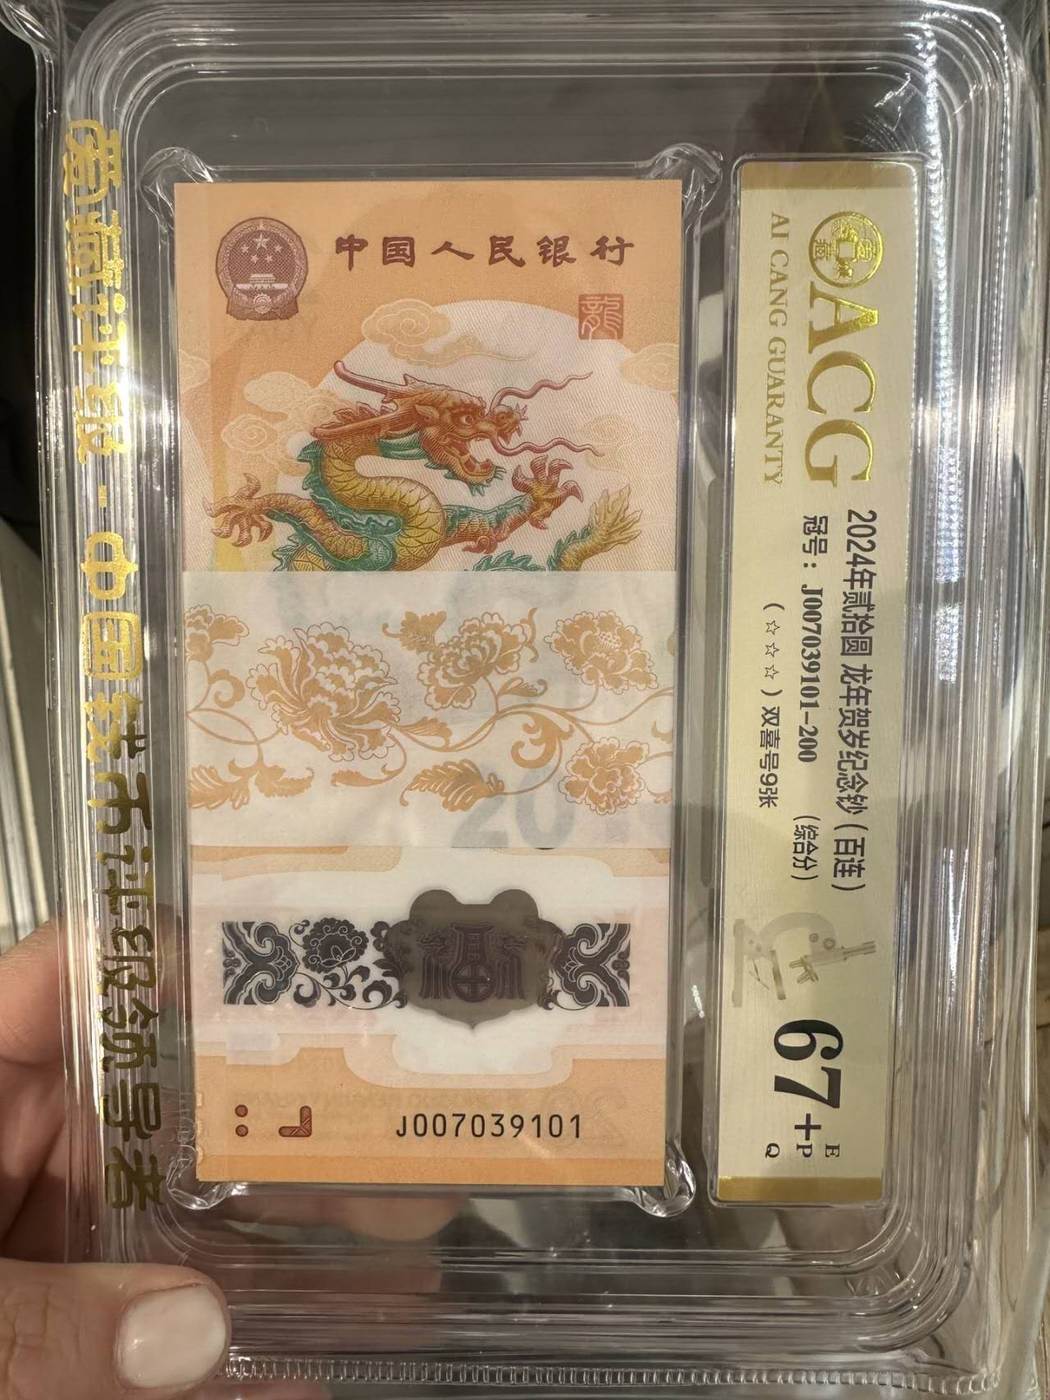 爱藏评级-中国钱币评级领导者
中国人民银行
龍
福
J007039101
ACG
AI CANG GUARANTY
2024年贰拾圆 龙年贺岁纪念钞（百连）
冠号：J007039101-200（综合分）
（☆☆☆☆）双喜号9张
67+
E
P
Q